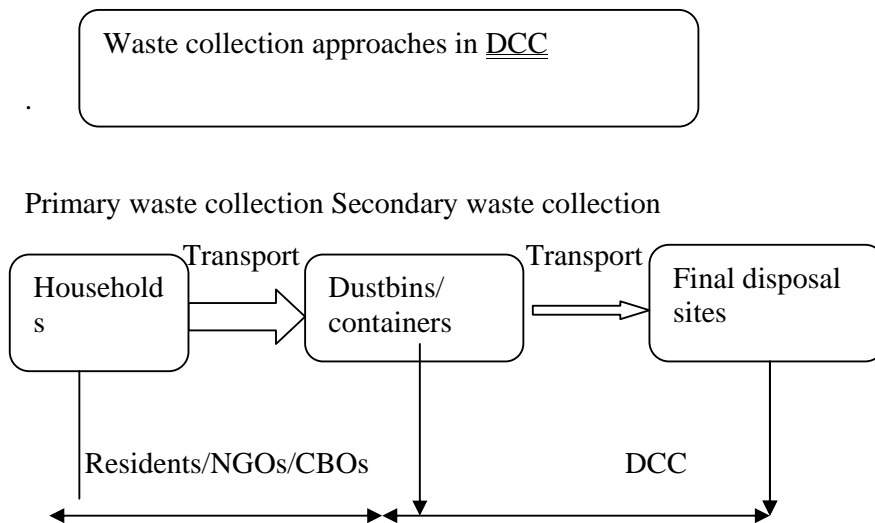 Waste collection approaches in DCC
.
Primary waste collection Secondary waste collection
Transport
Transport
Household
s
Dustbins/
containers
Final disposal
sites
Residents/NGOs/CBOs
DCC